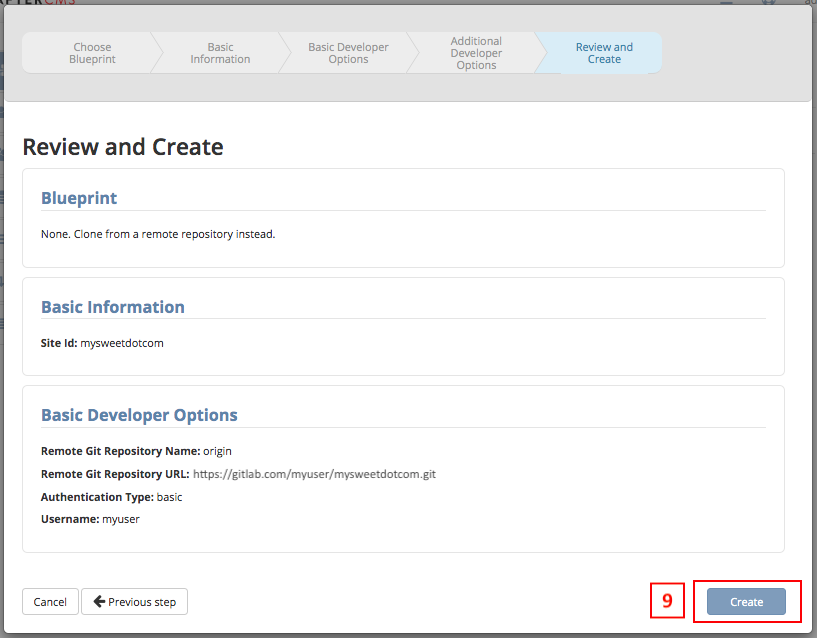 CMS
Choose
Blueprint
Basic
Information
Basic Developer
Options
Additional
Developer
Options
Review and
Create
Review and Create
Blueprint
None. Clone from a remote repository instead.
Basic Information
Site Id: mysweetdotcom
Basic Developer Options
Remote Git Repository Name: origin
Remote Git Repository URL: https://gitlab.com/myuser/mysweetdotcom.git
Authentication Type: basic
Username: myuser
Cancel
Previous step
9
Create